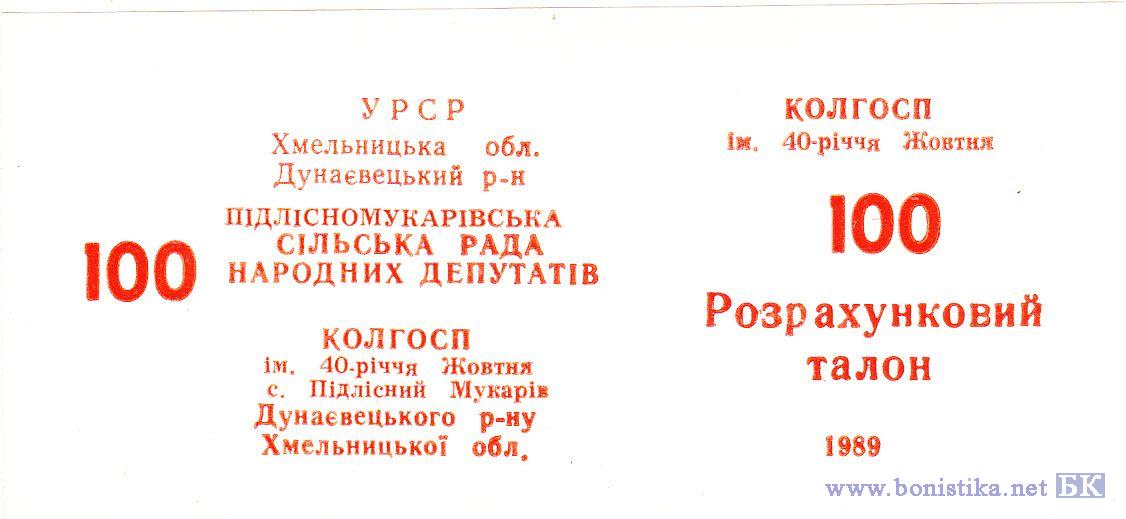 УРСР
Хмельницька обл.
Дунаєвецький р-н
ПІДЛІСНОМУКАРІВСЬКА
СІЛЬСЬКА РАДА
НАРОДНИХ ДЕПУТАТІВ
100
КОЛГОСП
ім. 40-річчя Жовтня
с. Підлісний Мукарів
Дунаєвецького р-ну
Хмельницької обл.
КОЛГОСП
ім. 40-річчя Жовтня
100
Розрахунковий
талон
1989
www.bonistika.net БК